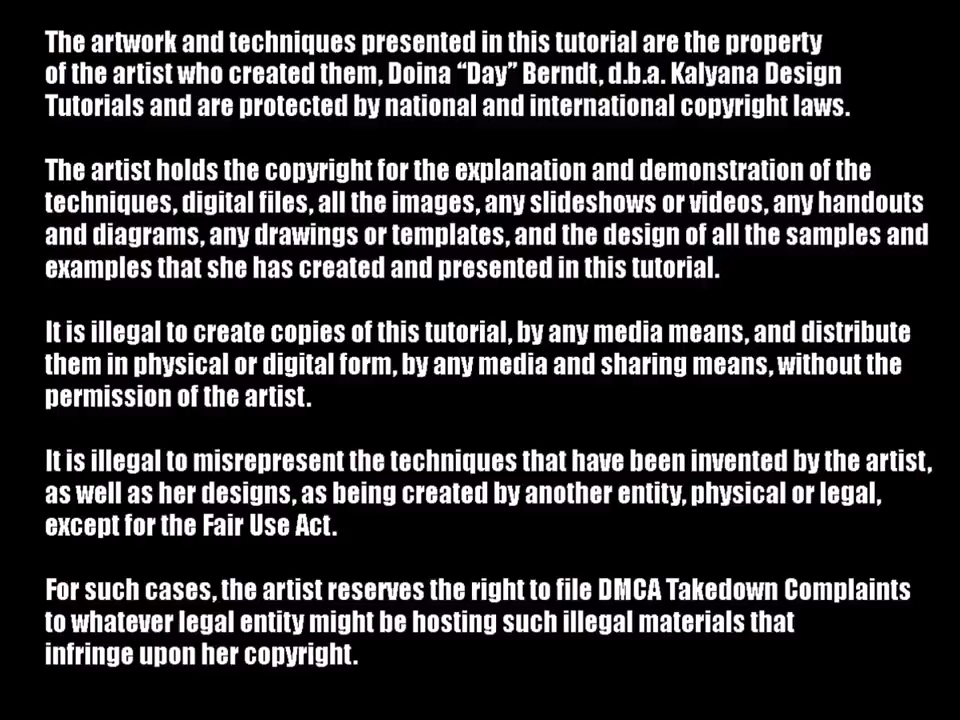 The artwork and techniques presented in this tutorial are the property
of the artist who created them, Doina “Day” Berndt, d.b.a. Kalyana Design
Tutorials and are protected by national and international copyright laws.
The artist holds the copyright for the explanation and demonstration of the
techniques, digital files, all the images, any slideshows or videos, any handouts
and diagrams, any drawings or templates, and the design of all the samples and
examples that she has created and presented in this tutorial.
It is illegal to create copies of this tutorial, by any media means, and distribute
them in physical or digital form, by any media and sharing means, without the
permission of the artist.
It is illegal to misrepresent the techniques that have been invented by the artist,
as well as her designs, as being created by another entity, physical or legal,
except for the Fair Use Act.
For such cases, the artist reserves the right to file DMCA Takedown Complaints
to whatever legal entity might be hosting such illegal materials that
infringe upon her copyright.